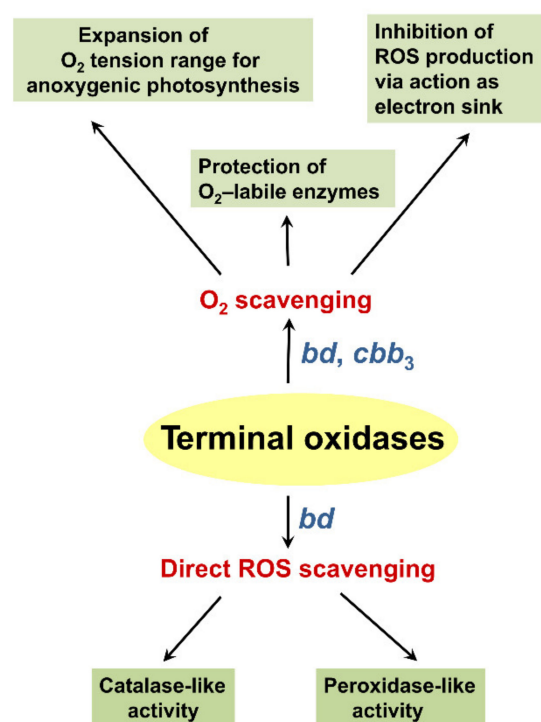 Expansion of
O₂ tension range for
anoxygenic photosynthesis
Inhibition of
ROS production
via action as
electron sink
Protection of
O₂–labile enzymes
O₂ scavenging
bd, cbb₃
Terminal oxidases
bd
Direct ROS scavenging
Catalase-like
activity
Peroxidase-like
activity